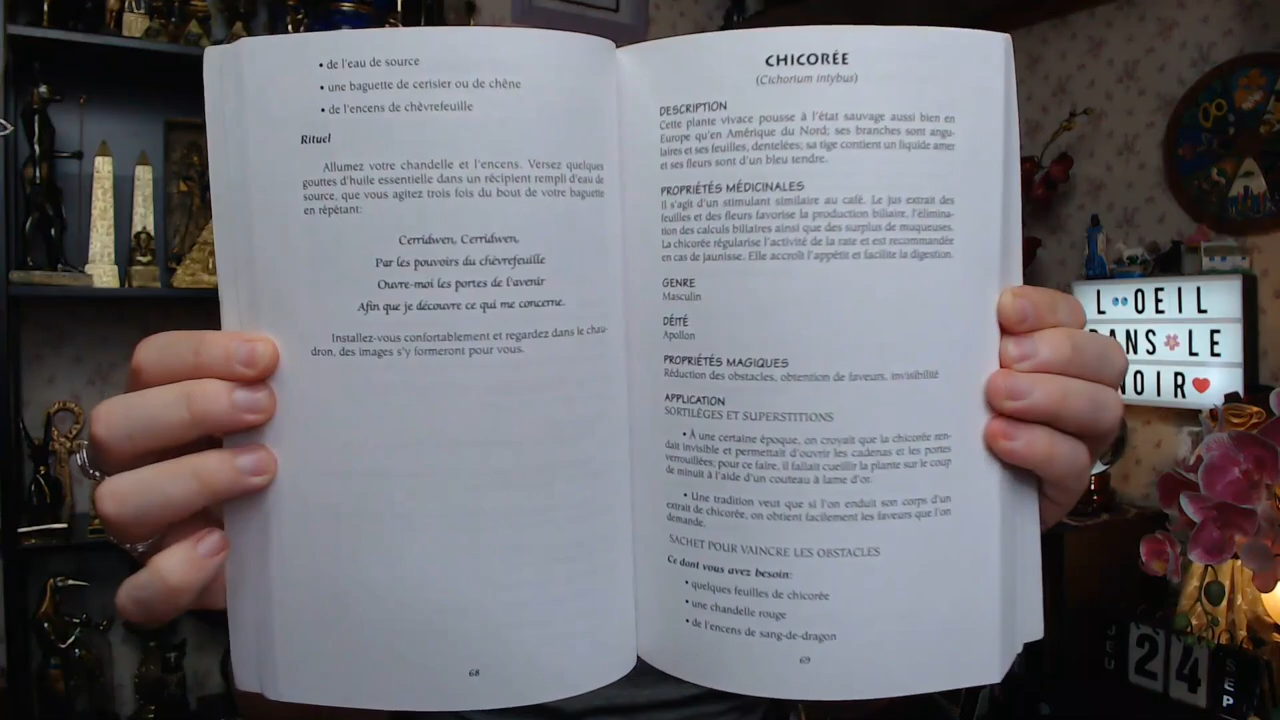 • de l'eau de source
• une baguette de cerisier ou de chêne
• de l'encens de chèvrefeuille
Rituel
Allumez votre chandelle et l'encens. Versez quelques
gouttes d'huile essentielle dans un récipient rempli d'eau de
source, que vous agitez trois fois du bout de votre baguette
en répétant:
Cerridwen, Cerridwen,
Par les pouvoirs du chèvrefeuille
Ouvre-moi les portes de l'avenir
Afin que je découvre ce qui me concerne.
Installez-vous confortablement et regardez dans le chau-
dron, des images s'y formeront pour vous.
68
CHICORÉE
(Cichorium intybus)
DESCRIPTION
Cette plante vivace pousse à l'état sauvage aussi bien en
Europe qu'en Amérique du Nord; ses branches sont angu-
laires et ses feuilles, dentelées; sa tige contient un liquide amer
et ses fleurs sont d'un bleu tendre.
PROPRIÉTÉS MÉDICINALES
Il s'agit d'un stimulant similaire au café. Le jus extrait des
feuilles et des fleurs favorise la production biliaire, l'élimina-
tion des calculs biliaires ainsi que des surplus de muqueuses.
La chicorée régularise l'activité de la rate et est recommandée
en cas de jaunisse. Elle accroît l'appétit et facilite la digestion.
GENRE
Masculin
DÉITÉ
Apollon
PROPRIÉTÉS MAGIQUES
Réduction des obstacles, obtention de faveurs, invisibilité
APPLICATION
SORTILÈGES ET SUPERSTITIONS
• À une certaine époque, on croyait que la chicorée ren-
dait invisible et permettait d'ouvrir les cadenas et les portes
verrouillées; pour ce faire, il fallait cueillir la plante sur le coup
de minuit à l'aide d'un couteau à lame d'or.
• Une tradition veut que si l'on enduit son corps d'un
extrait de chicorée, on obtient facilement les faveurs que l'on
demande.
SACHET POUR VAINCRE LES OBSTACLES
Ce dont vous avez besoin:
• quelques feuilles de chicorée
• une chandelle rouge
• de l'encens de sang-de-dragon
69
L OEIL
ANS LE
NOIR
JEU 24 SEP